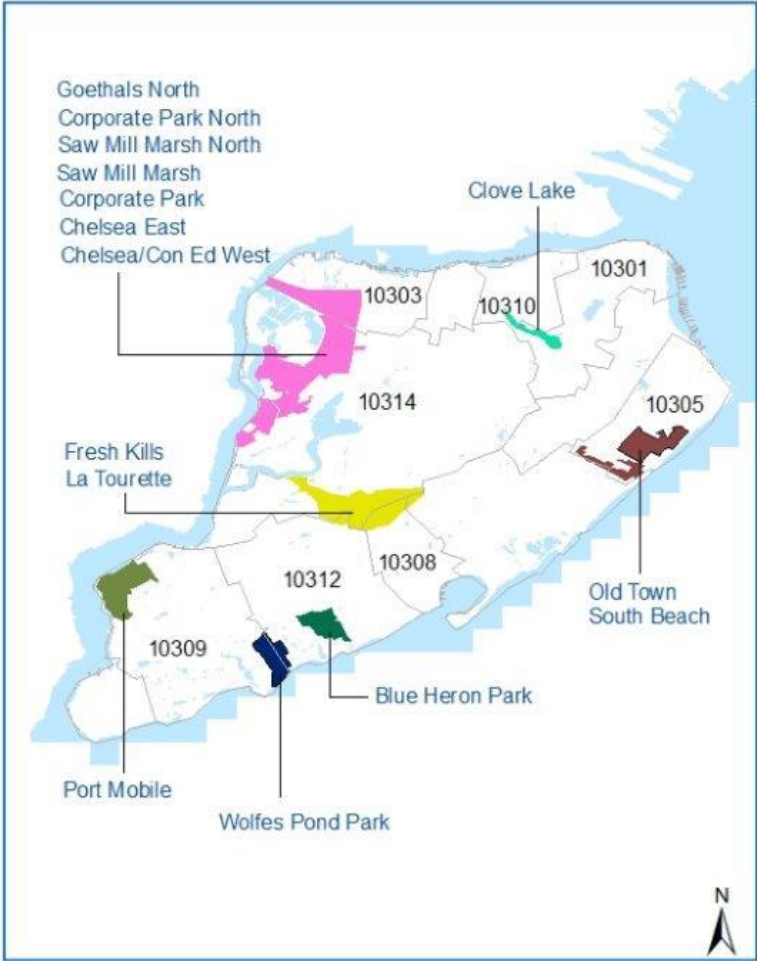 Goethals North
Corporate Park North
Saw Mill Marsh North
Saw Mill Marsh
Corporate Park
Chelsea East
Chelsea/Con Ed West
Clove Lake
10301
10303
10310
10314
10305
Fresh Kills
La Tourette
10308
10312
Old Town
South Beach
10309
Blue Heron Park
Port Mobile
Wolfes Pond Park
N